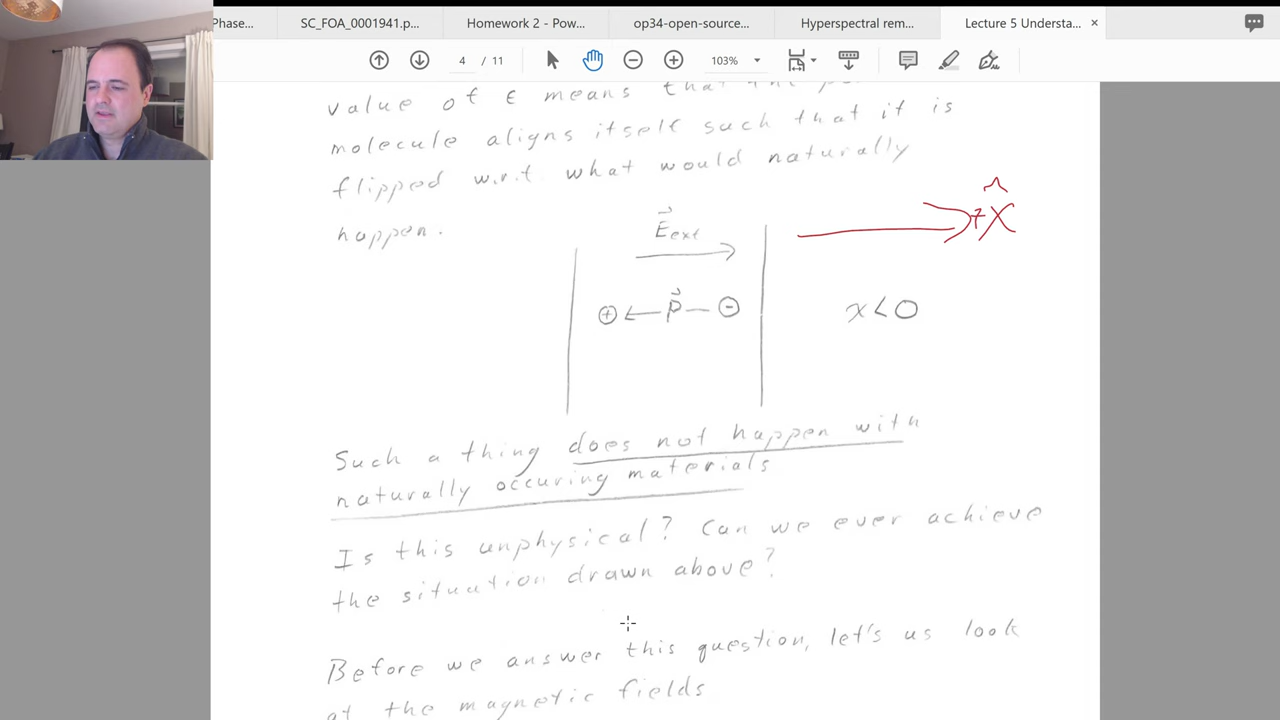 Phase...
SC_FOA_0001941.p...
Homework 2 - Pow...
op34-open-source...
Hyperspectral rem...
Lecture 5 Understa...
4 / 11
103%
value of ε means that the
molecule aligns itself such that it is
flipped w.r.t. what would naturally
happen.
+X̂
E⃗ext
⊕ ← p⃗ — ⊖
x < 0
Such a thing does not happen with
naturally occuring materials
Is this unphysical? Can we ever achieve
the situation drawn above?
Before we answer this question, let's us look
at the magnetic fields